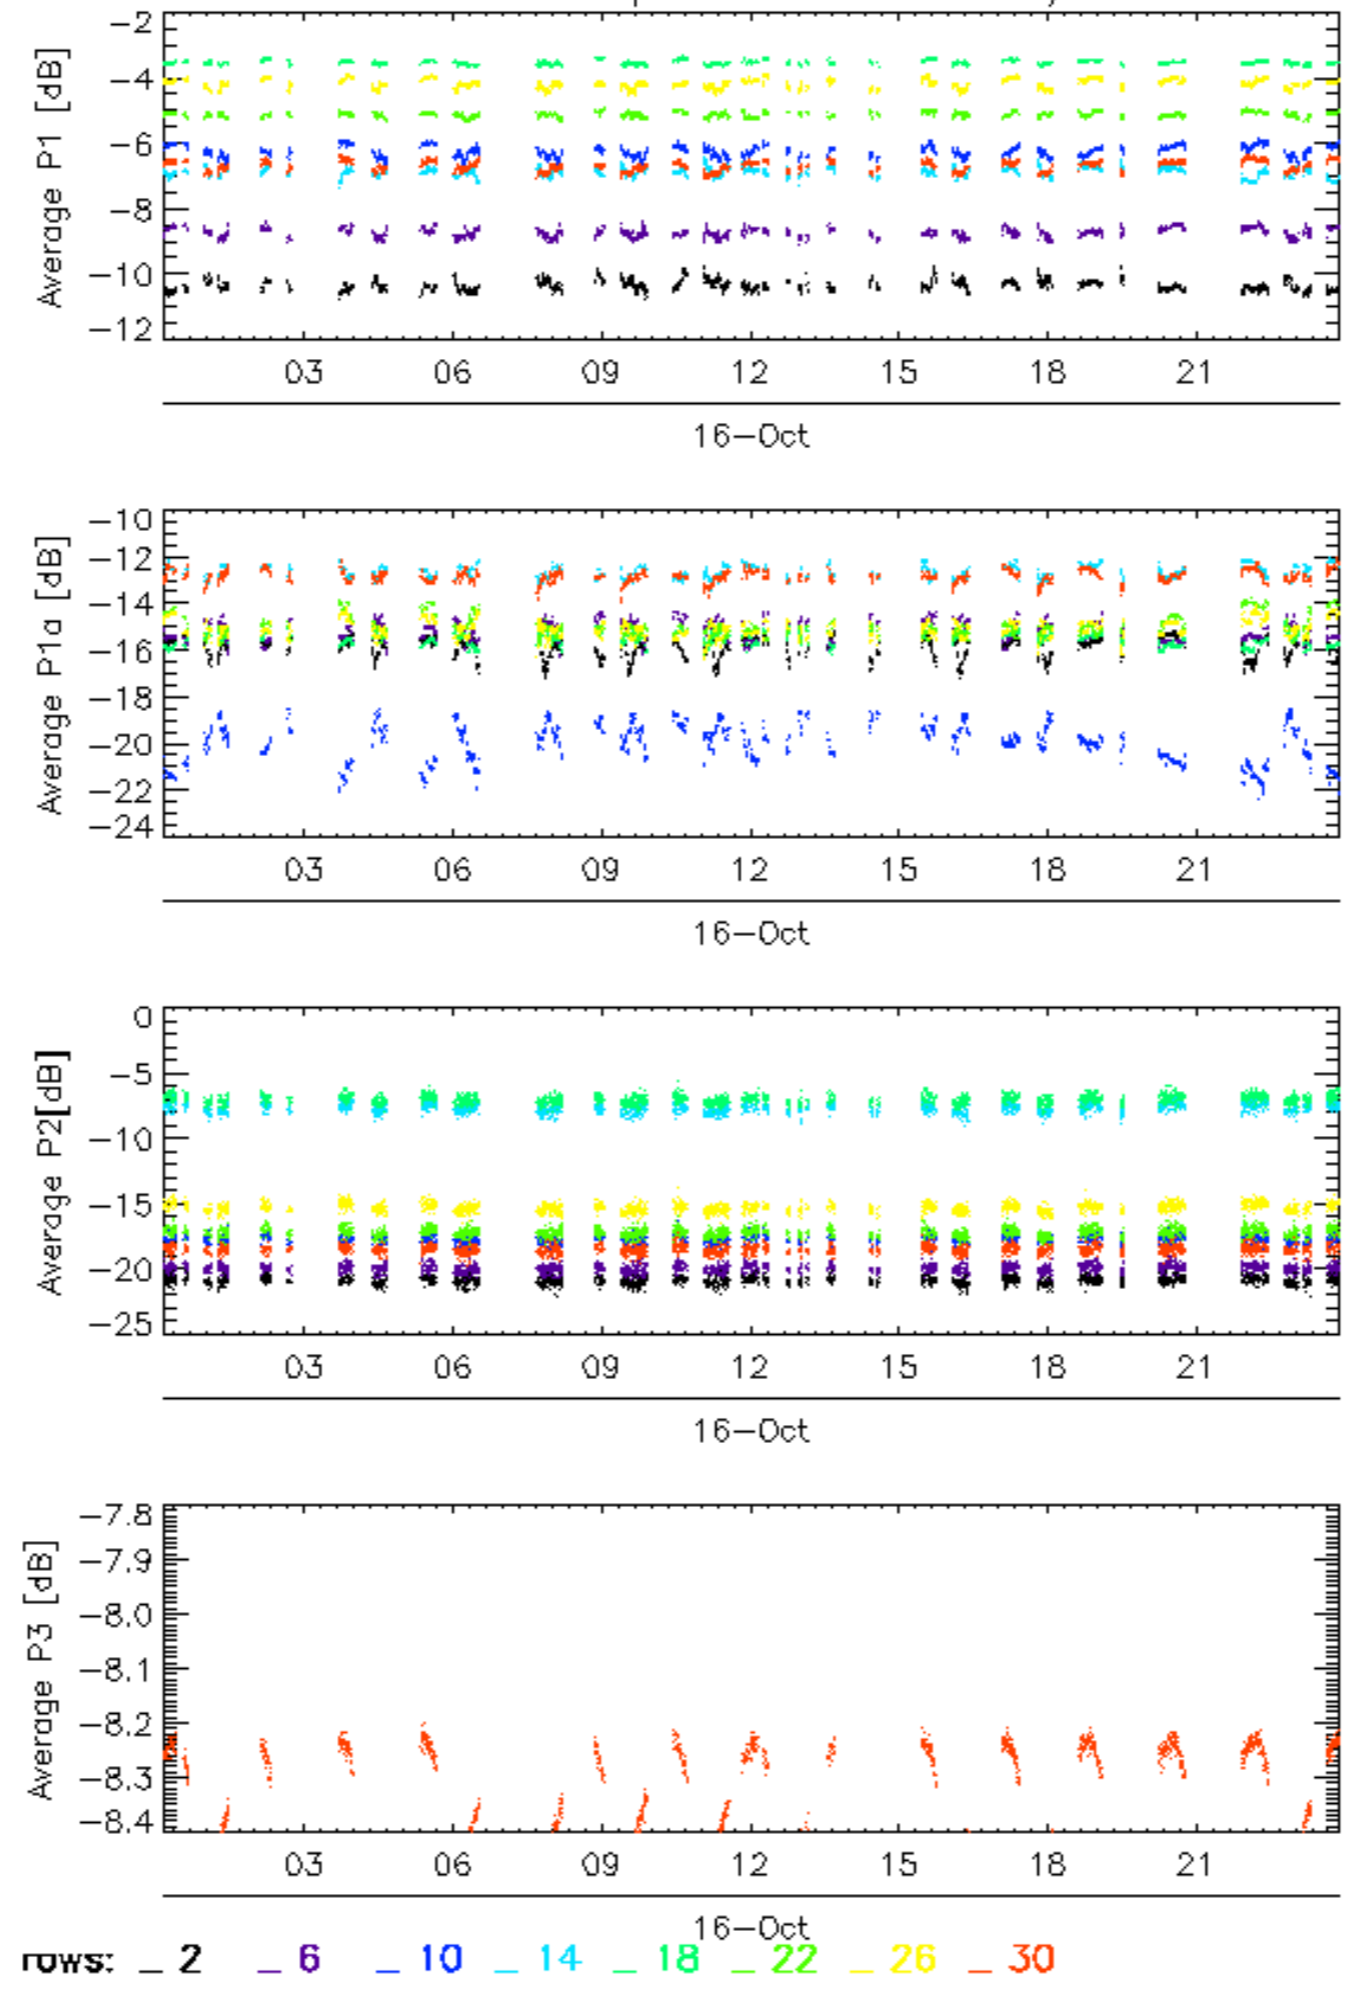 Average P1 [dB]
-2
-4
-6
-8
-10
-12
03 06 09 12 15 18 21
16-Oct
Average P1a [dB]
-10
-12
-14
-16
-18
-20
-22
-24
03 06 09 12 15 18 21
16-Oct
Average P2[dB]
0
-5
-10
-15
-20
-25
03 06 09 12 15 18 21
16-Oct
Average P3 [dB]
-7.8
-7.9
-8.0
-8.1
-8.2
-8.3
-8.4
03 06 09 12 15 18 21
16-Oct
rows: _ 2 _ 6 _ 10 _ 14 _ 18 _ 22 _ 26 _ 30